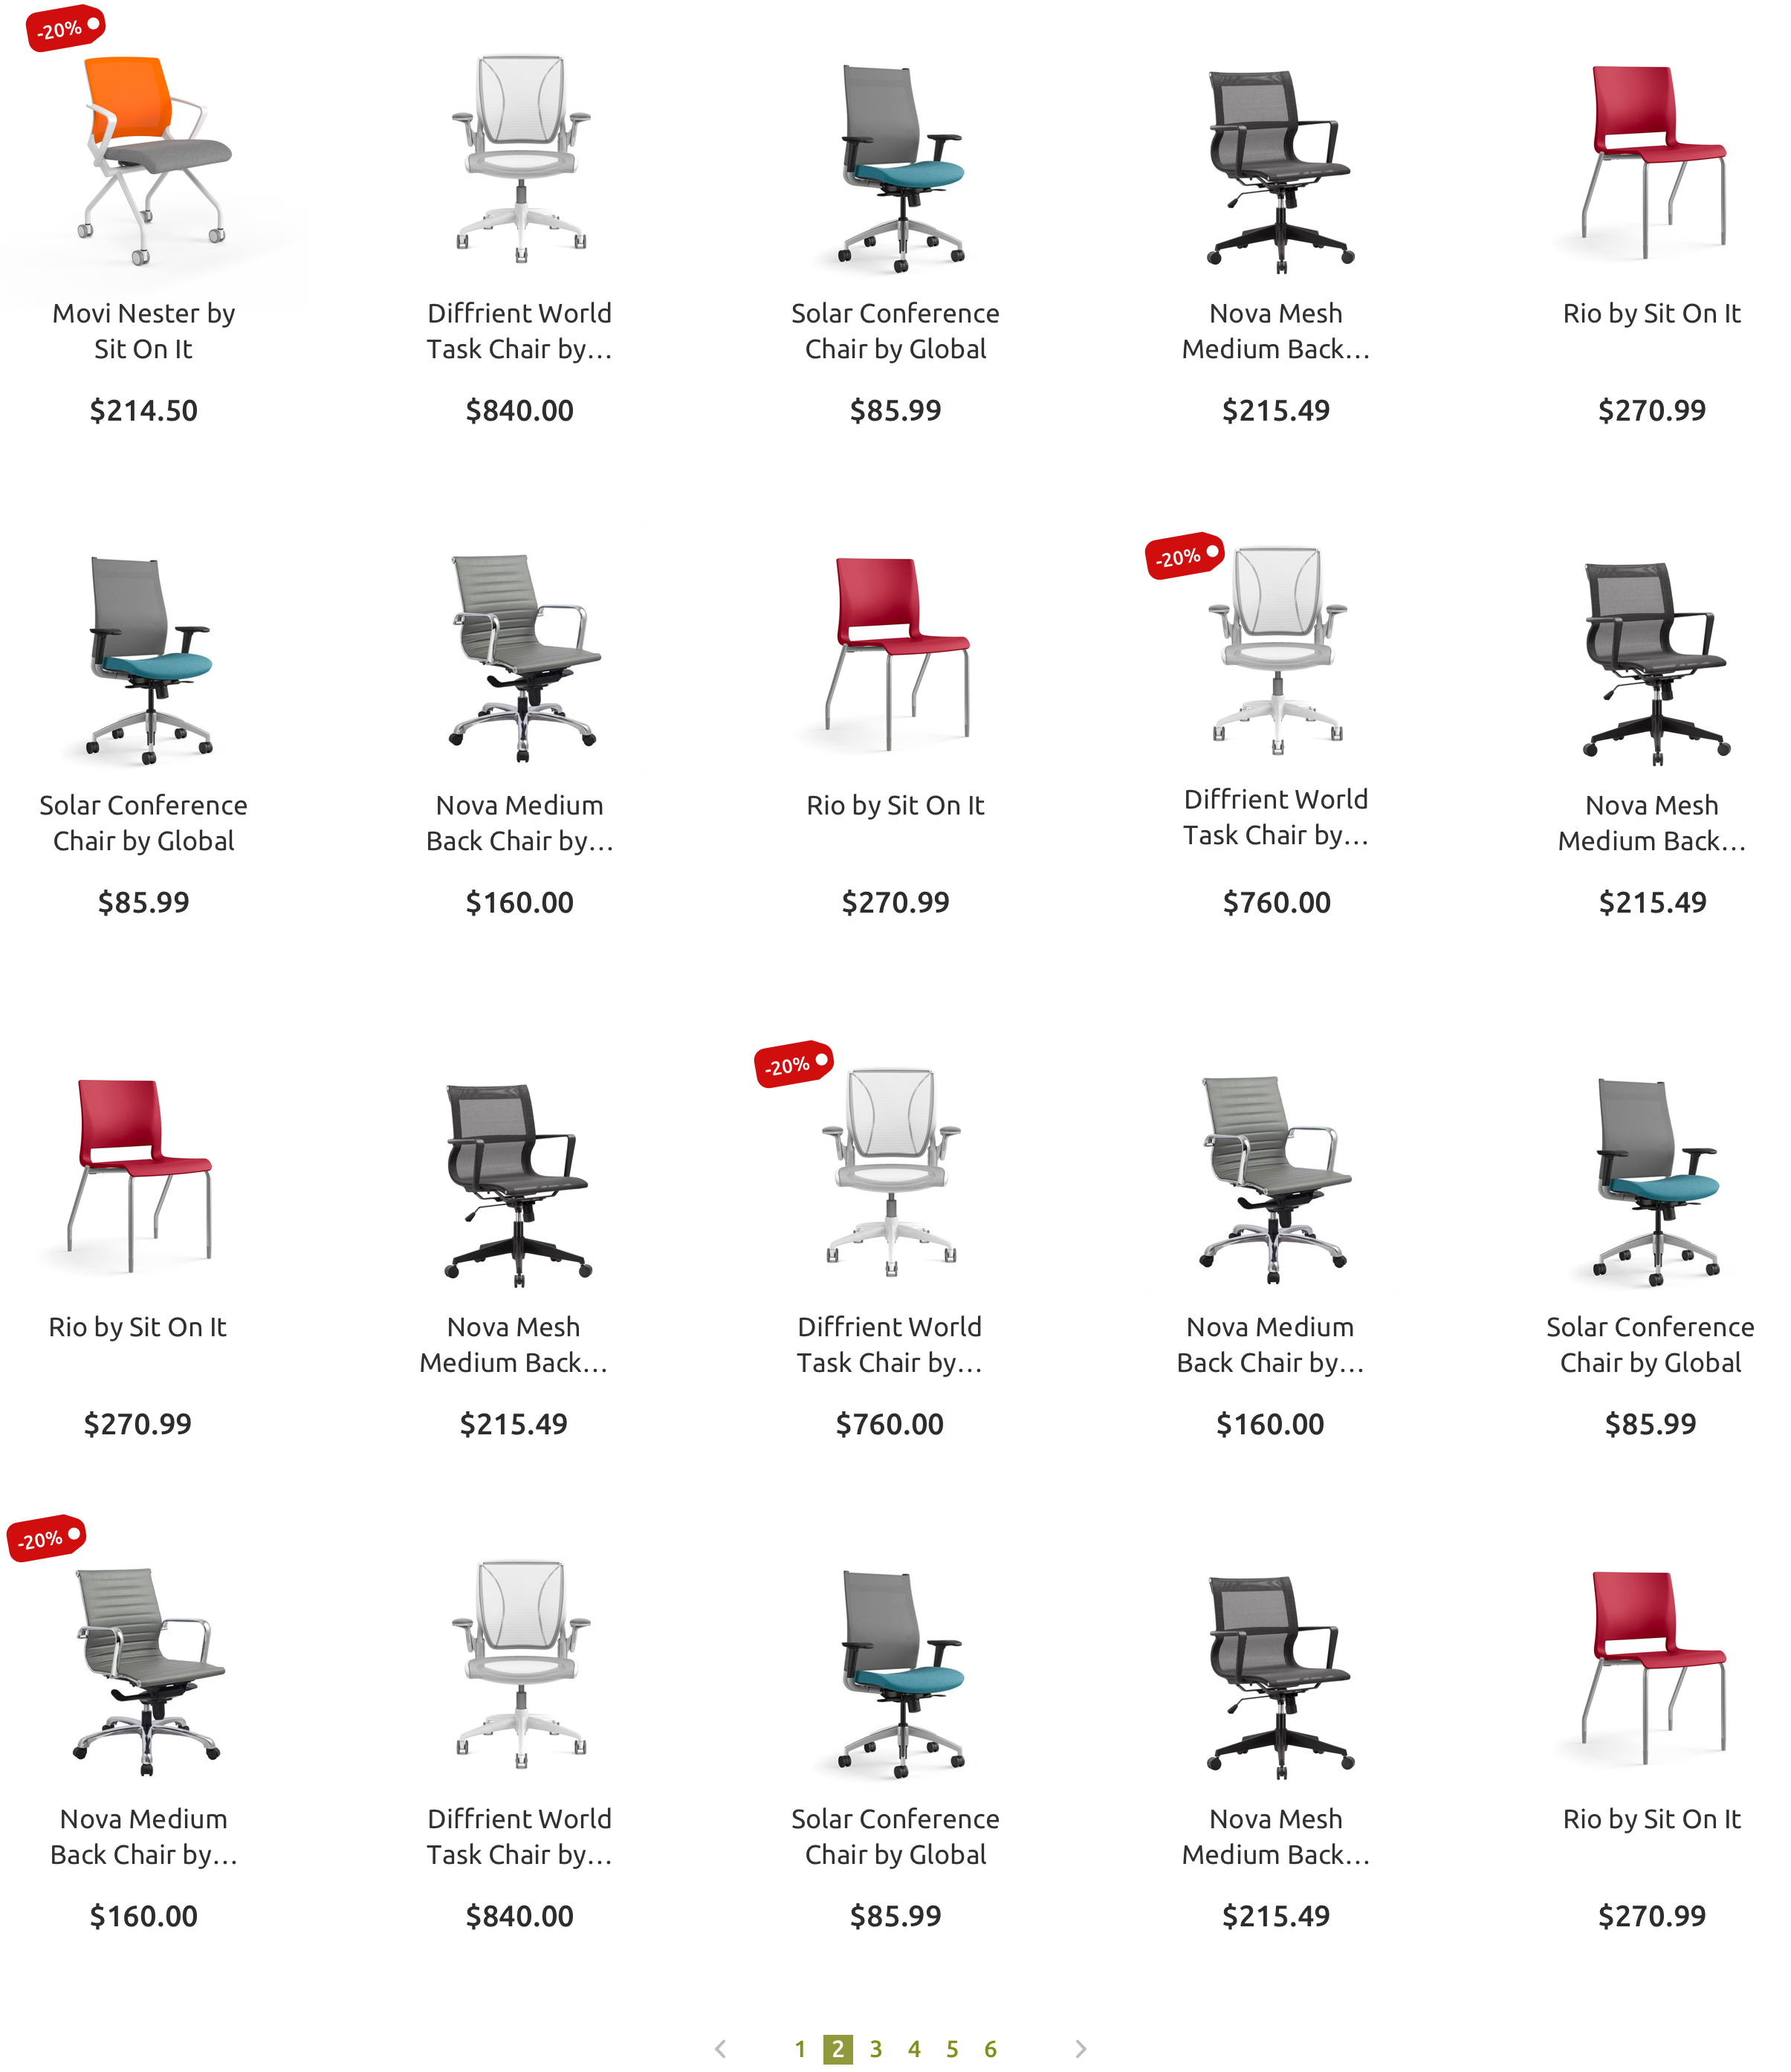 -20%
Movi Nester by
Sit On It
$214.50
Diffrient World
Task Chair by...
$840.00
Solar Conference
Chair by Global
$85.99
Nova Mesh
Medium Back...
$215.49
Rio by Sit On It
$270.99
Solar Conference
Chair by Global
$85.99
Nova Medium
Back Chair by...
$160.00
Rio by Sit On It
$270.99
-20%
Diffrient World
Task Chair by...
$760.00
Nova Mesh
Medium Back...
$215.49
Rio by Sit On It
$270.99
Nova Mesh
Medium Back...
$215.49
-20%
Diffrient World
Task Chair by...
$760.00
Nova Medium
Back Chair by...
$160.00
Solar Conference
Chair by Global
$85.99
-20%
Nova Medium
Back Chair by...
$160.00
Diffrient World
Task Chair by...
$840.00
Solar Conference
Chair by Global
$85.99
Nova Mesh
Medium Back...
$215.49
Rio by Sit On It
$270.99
1 2 3 4 5 6